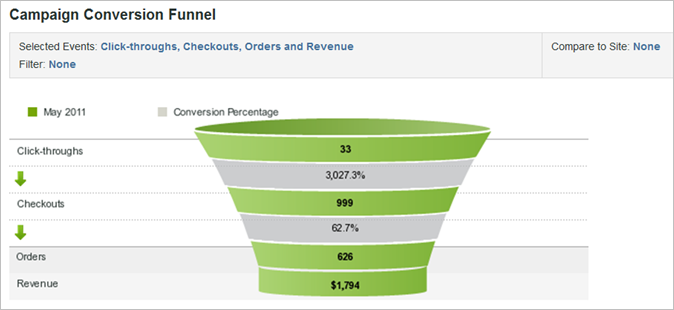 Campaign Conversion Funnel
Selected Events: Click-throughs, Checkouts, Orders and Revenue
Compare to Site: None
Filter: None
May 2011
Conversion Percentage
Click-throughs
33
3,027.3%
Checkouts
999
62.7%
Orders
626
Revenue
$1,794